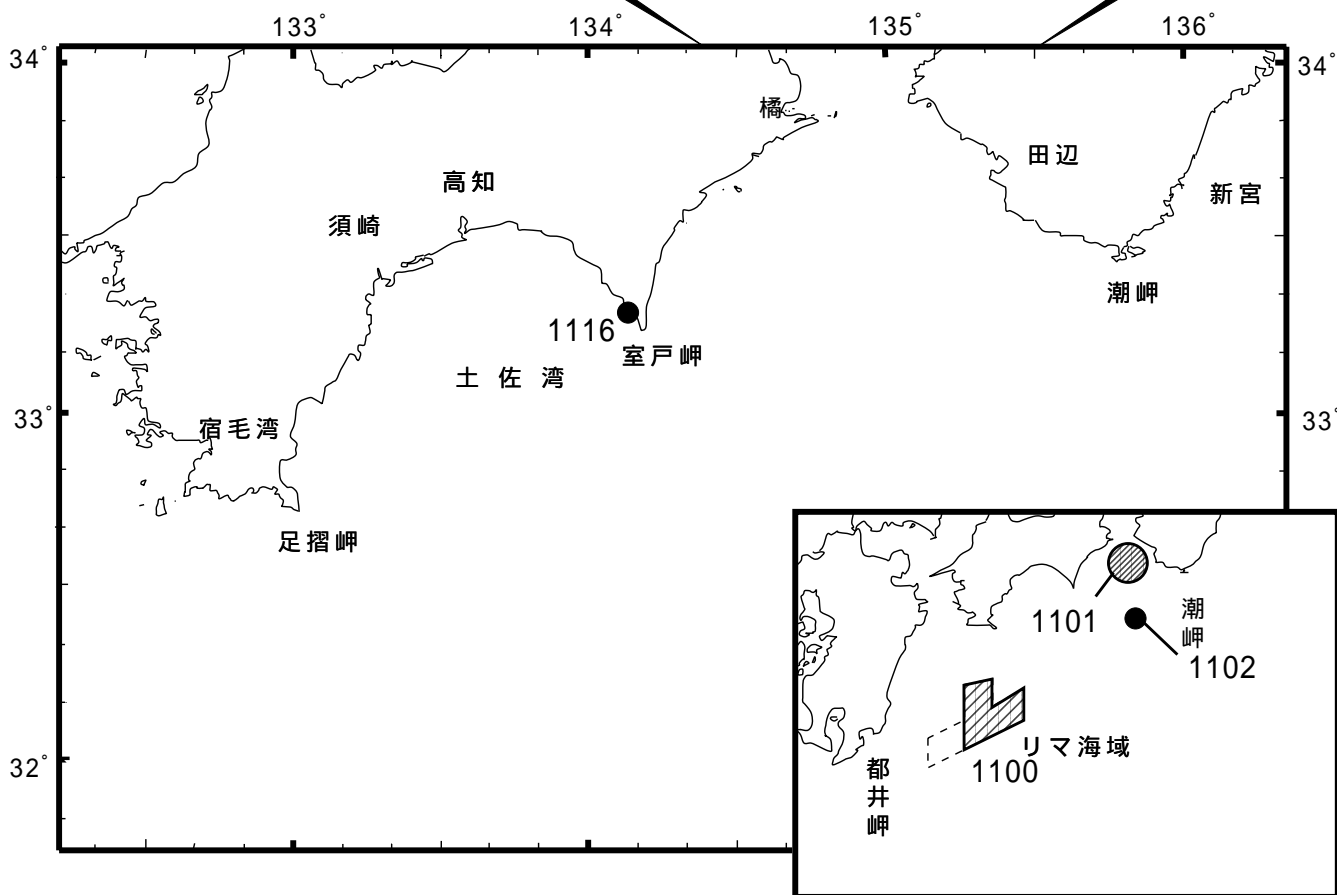 133° 134° 135° 136°
34° 34°
橘
田辺
高知
新宮
須崎
潮岬
1116
室戸岬
土佐湾
33° 33°
宿毛湾
足摺岬
1101
潮
岬
1102
リマ海域
32°
1100
都
井
岬